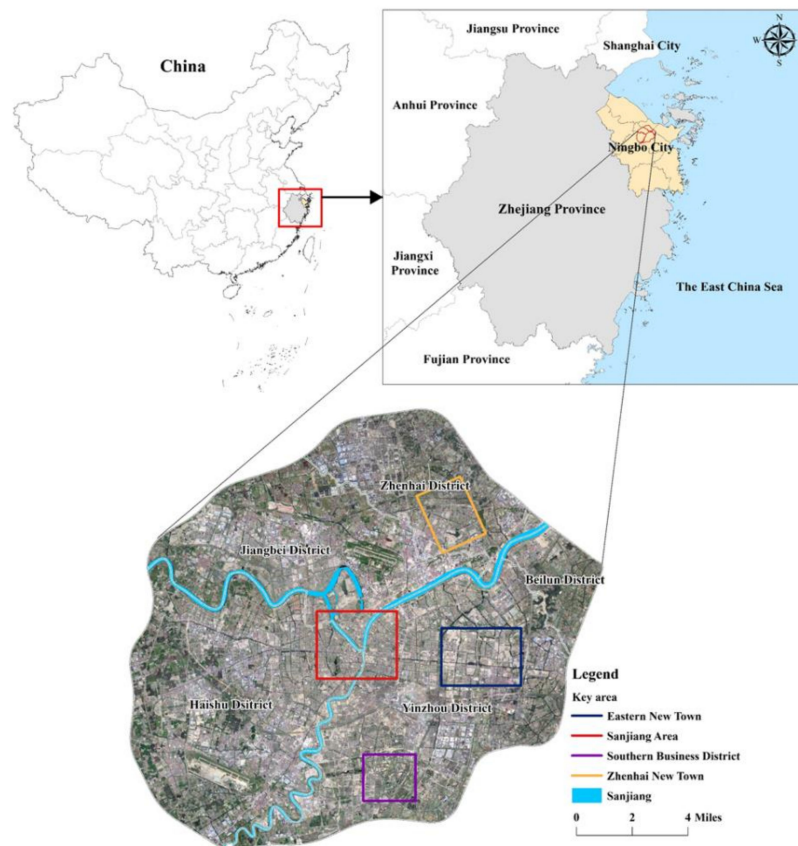 China
Jiangsu Province
Shanghai City
N
W
E
S
Anhui Province
Ningbo City
Zhejiang Province
Jiangxi
Province
The East China Sea
Fujian Province
Zhenhai District
Jiangbei District
Beilun District
Haishu Dsitrict
Yinzhou District
Legend
Key area
Eastern New Town
Sanjiang Area
Southern Business District
Zhenhai New Town
Sanjiang
0 2 4 Miles